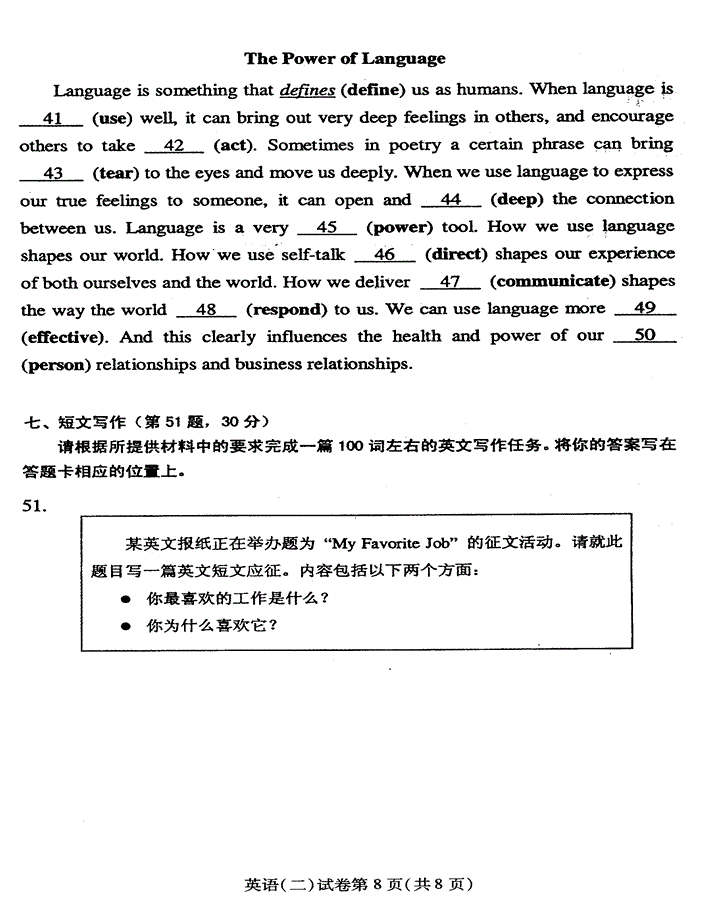 The Power of Language
Language is something that defines (define) us as humans. When language is
41 (use) well, it can bring out very deep feelings in others, and encourage
others to take 42 (act). Sometimes in poetry a certain phrase can bring
43 (tear) to the eyes and move us deeply. When we use language to express
our true feelings to someone, it can open and 44 (deep) the connection
between us. Language is a very 45 (power) tool. How we use language
shapes our world. How we use self-talk 46 (direct) shapes our experience
of both ourselves and the world. How we deliver 47 (communicate) shapes
the way the world 48 (respond) to us. We can use language more 49
(effective). And this clearly influences the health and power of our 50
(person) relationships and business relationships.
七、短文写作（第 51 题，30 分）
请根据所提供材料中的要求完成一篇 100 词左右的英文写作任务。将你的答案写在
答题卡相应的位置上。
51.
某英文报纸正在举办题为 “My Favorite Job” 的征文活动。请就此
题目写一篇英文短文应征。内容包括以下两个方面：
● 你最喜欢的工作是什么？
● 你为什么喜欢它？
英语(二)试卷第 8 页(共 8 页)